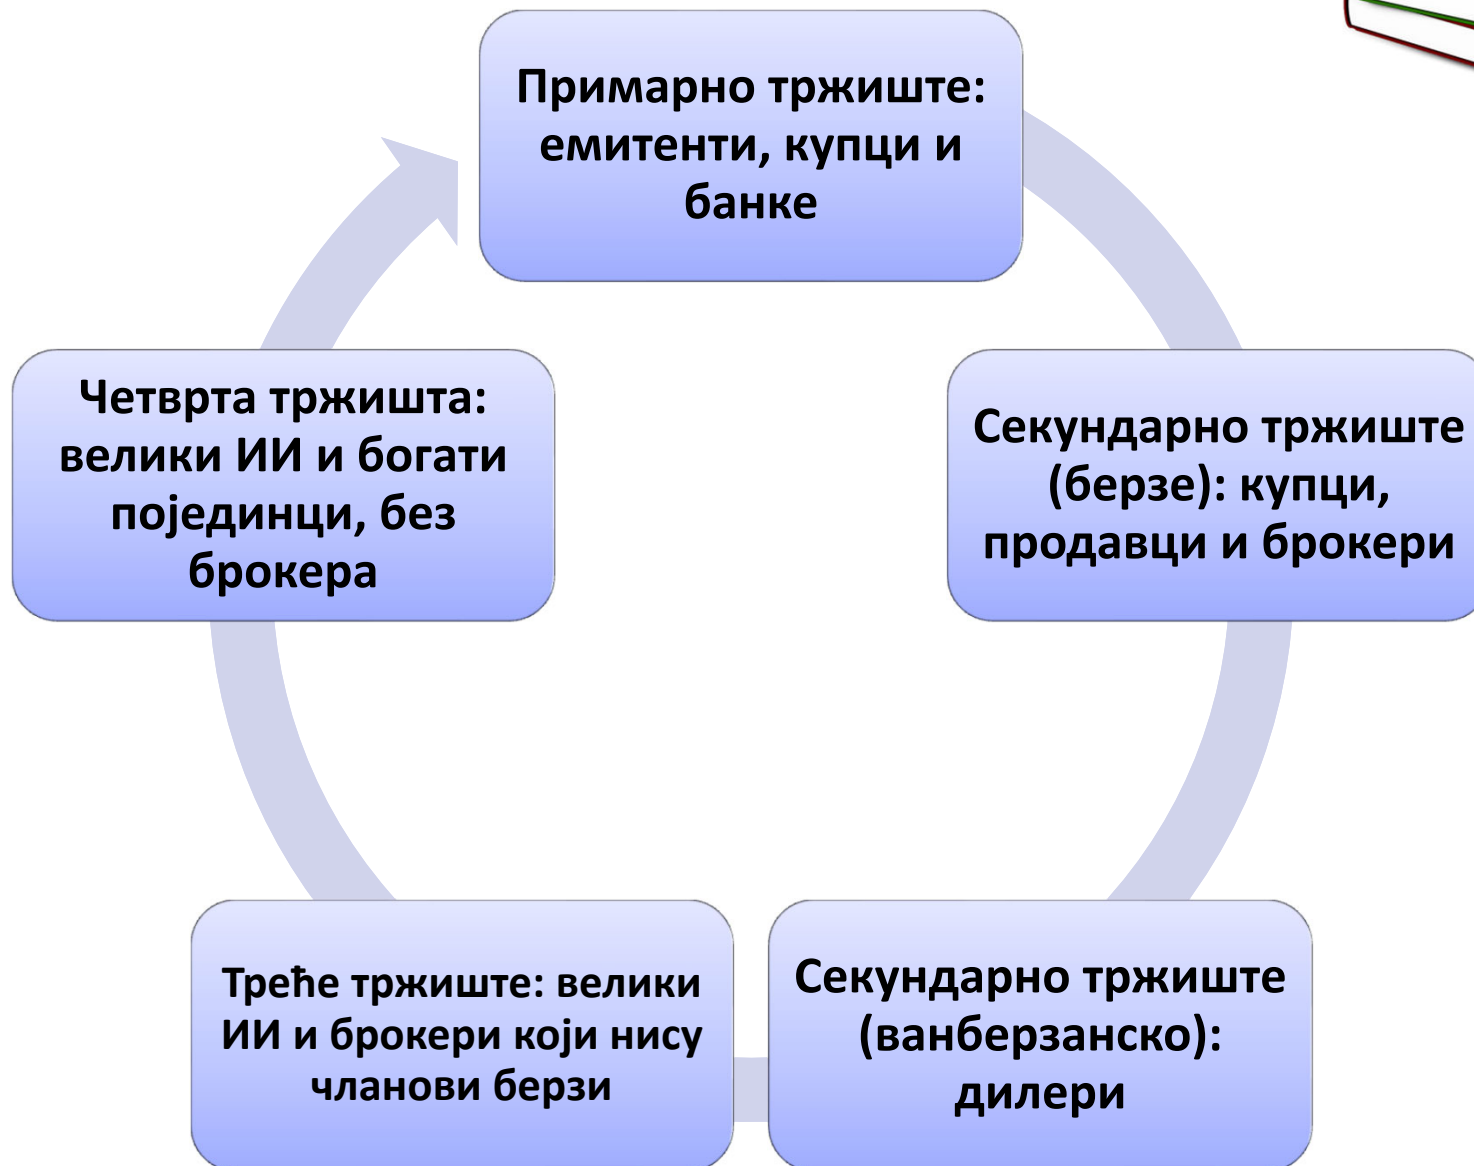 Примарно тржиште:
емитенти, купци и
банке
Секундарно тржиште
(берзе): купци,
продавци и брокери
Секундарно тржиште
(ванберзанско):
дилери
Треће тржиште: велики
ИИ и брокери који нису
чланови берзи
Четврта тржишта:
велики ИИ и богати
појединци, без
брокера